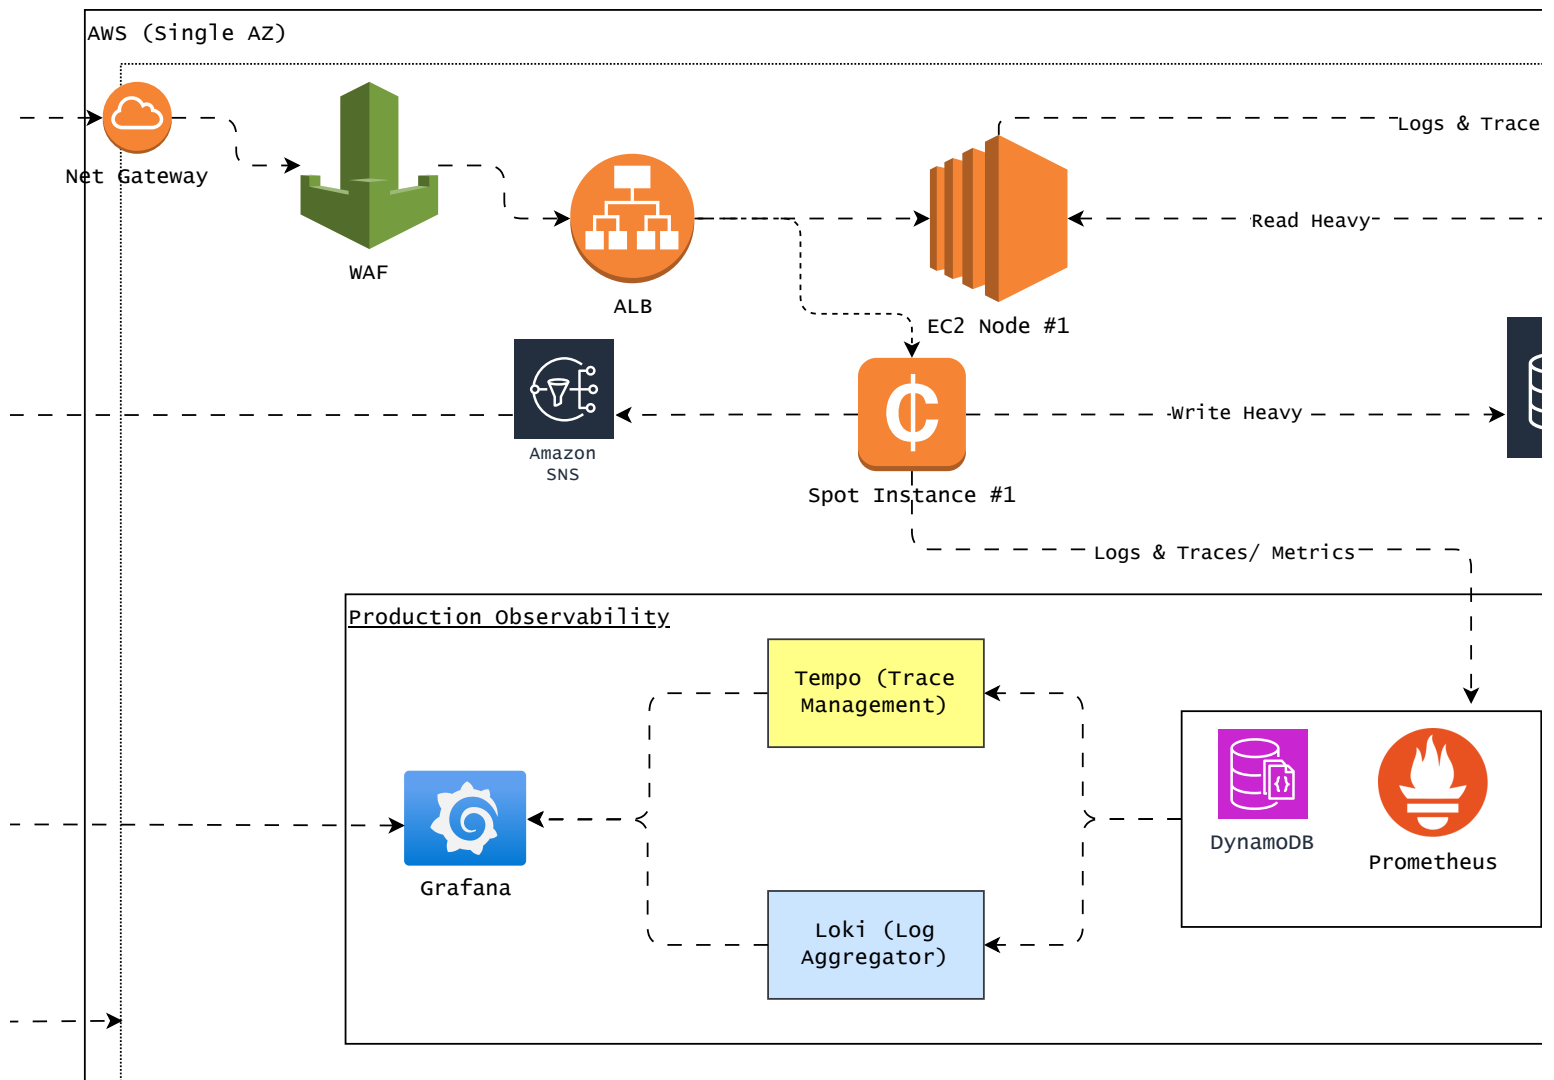 AWS (Single AZ)
Net Gateway
WAF
ALB
EC2 Node #1
Logs & Trace
Read Heavy
Amazon
SNS
¢
Spot Instance #1
Write Heavy
Logs & Traces/ Metrics
Production Observability
Tempo (Trace
Management)
Grafana
Loki (Log
Aggregator)
{}
DynamoDB
Prometheus